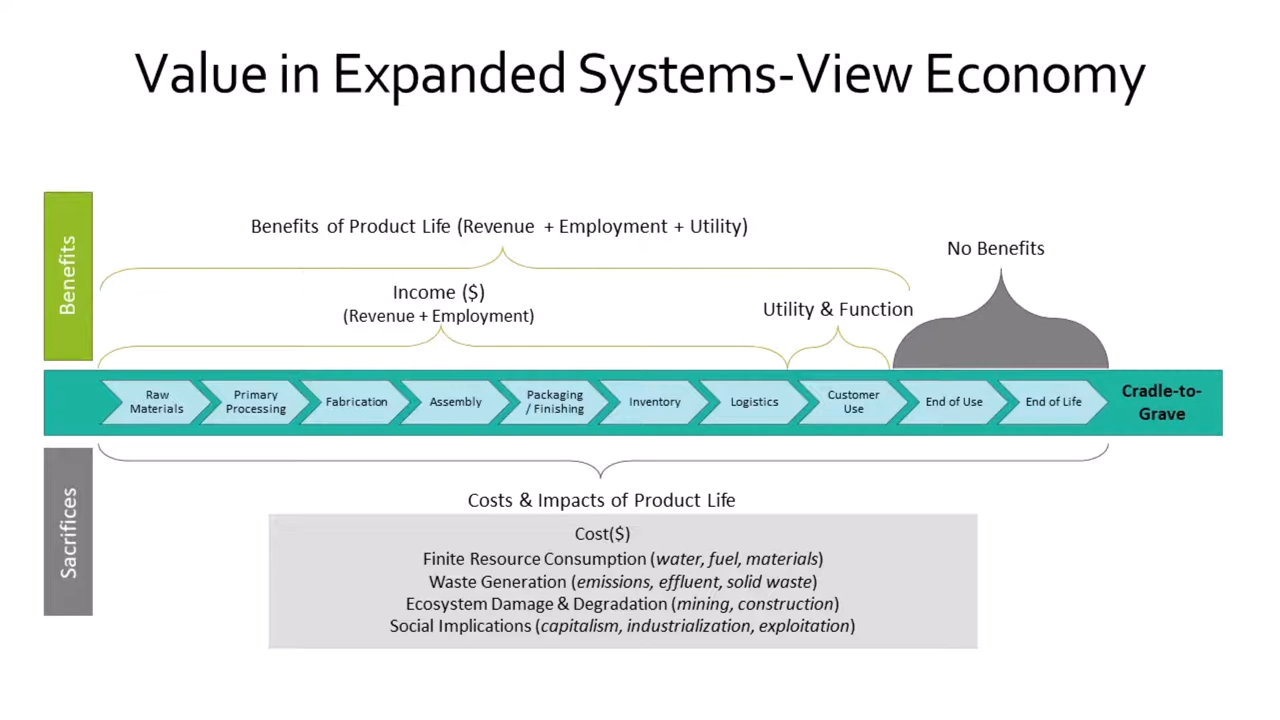 Value in Expanded Systems-View Economy
Benefits
Benefits of Product Life (Revenue + Employment + Utility)
No Benefits
Income ($)
(Revenue + Employment)
Utility & Function
Raw
Materials
Primary
Processing
Fabrication
Assembly
Packaging
/ Finishing
Inventory
Logistics
Customer
Use
End of Use
End of Life
Cradle-to-
Grave
Sacrifices
Costs & Impacts of Product Life
Cost($)
Finite Resource Consumption (water, fuel, materials)
Waste Generation (emissions, effluent, solid waste)
Ecosystem Damage & Degradation (mining, construction)
Social Implications (capitalism, industrialization, exploitation)